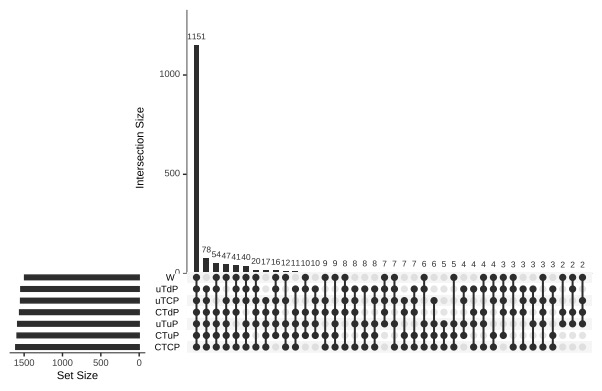 1151
1000
Intersection Size
500
78 54 47 41 40 20 17 16 12 11 10 10 9 9 8 8 8 8 7 7 7 7 6 6 5 5 5 4 4 4 4 3 3 3 3 3 3 2 2 2
0
W
uTdP
uTCP
CTdP
uTuP
CTuP
CTCP
1500 1000 500 0
Set Size